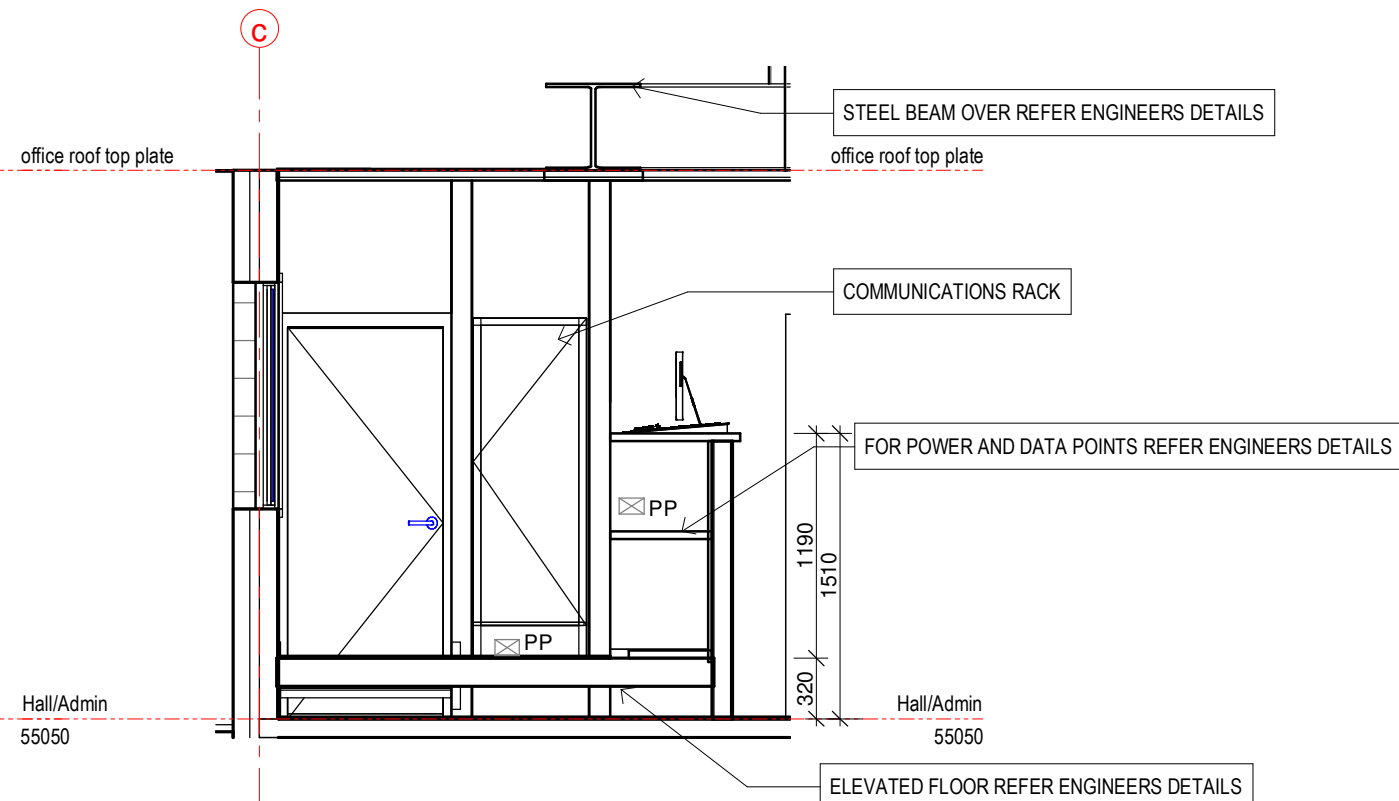 C
STEEL BEAM OVER REFER ENGINEERS DETAILS
office roof top plate
office roof top plate
COMMUNICATIONS RACK
FOR POWER AND DATA POINTS REFER ENGINEERS DETAILS
PP
1190
1510
PP
320
Hall/Admin
55050
Hall/Admin
55050
ELEVATED FLOOR REFER ENGINEERS DETAILS